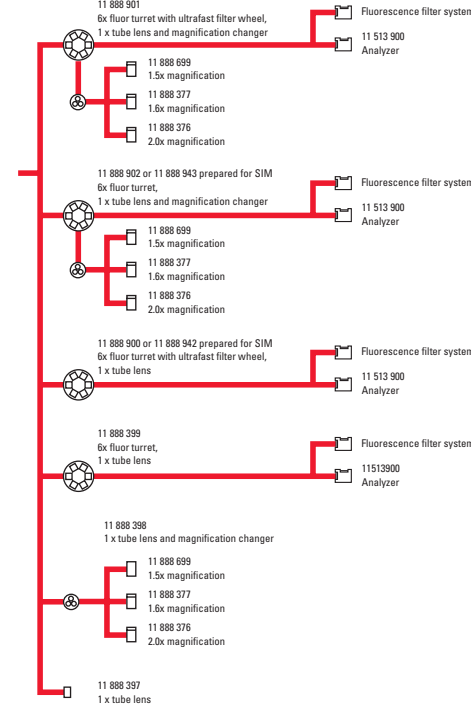 11 888 901
6x fluor turret with ultrafast filter wheel,
1 x tube lens and magnification changer
Fluorescence filter system
11 513 900
Analyzer
11 888 699
1.5x magnification
11 888 377
1.6x magnification
11 888 376
2.0x magnification
11 888 902 or 11 888 943 prepared for SIM
6x fluor turret,
1 x tube lens and magnification changer
Fluorescence filter system
11 513 900
Analyzer
11 888 699
1.5x magnification
11 888 377
1.6x magnification
11 888 376
2.0x magnification
11 888 900 or 11 888 942 prepared for SIM
6x fluor turret with ultrafast filter wheel,
1 x tube lens
Fluorescence filter system
11 513 900
Analyzer
11 888 399
6x fluor turret,
1 x tube lens
Fluorescence filter system
11513900
Analyzer
11 888 398
1 x tube lens and magnification changer
11 888 699
1.5x magnification
11 888 377
1.6x magnification
11 888 376
2.0x magnification
11 888 397
1 x tube lens